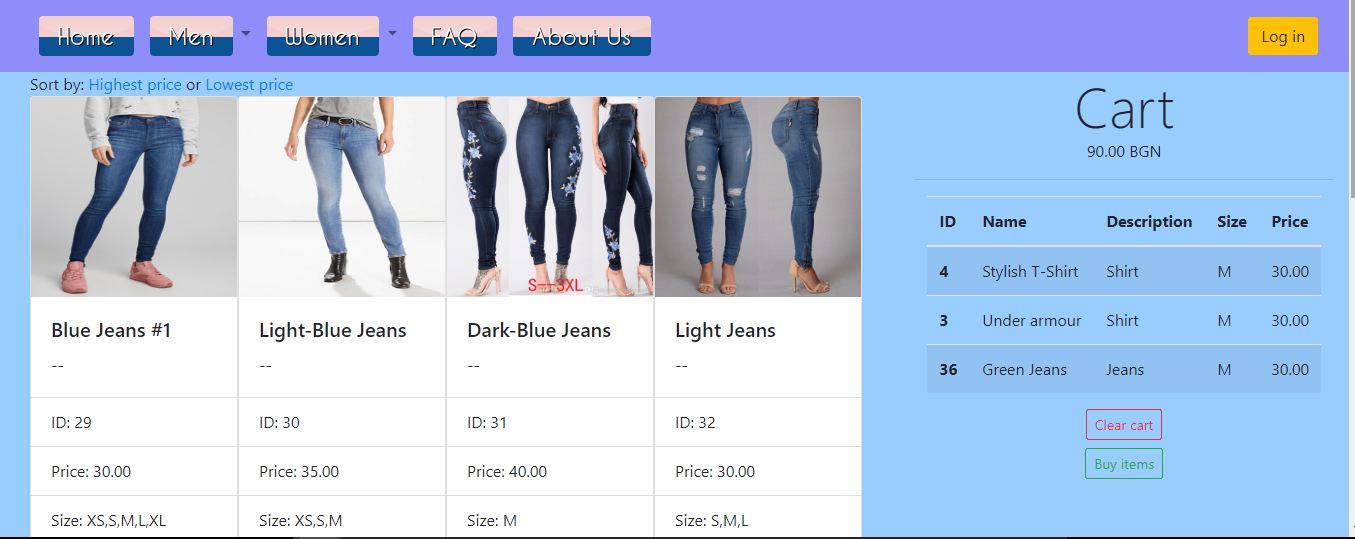 Home Men Women FAQ About Us Log in
Sort by: Highest price or Lowest price
S--3XL
Blue Jeans #1
--
ID: 29
Price: 30.00
Size: XS,S,M,L,XL
Light-Blue Jeans
--
ID: 30
Price: 35.00
Size: XS,S,M
Dark-Blue Jeans
--
ID: 31
Price: 40.00
Size: M
Light Jeans
--
ID: 32
Price: 30.00
Size: S,M,L
Cart
90.00 BGN
ID Name Description Size Price
4 Stylish T-Shirt Shirt M 30.00
3 Under armour Shirt M 30.00
36 Green Jeans Jeans M 30.00
Clear cart
Buy items